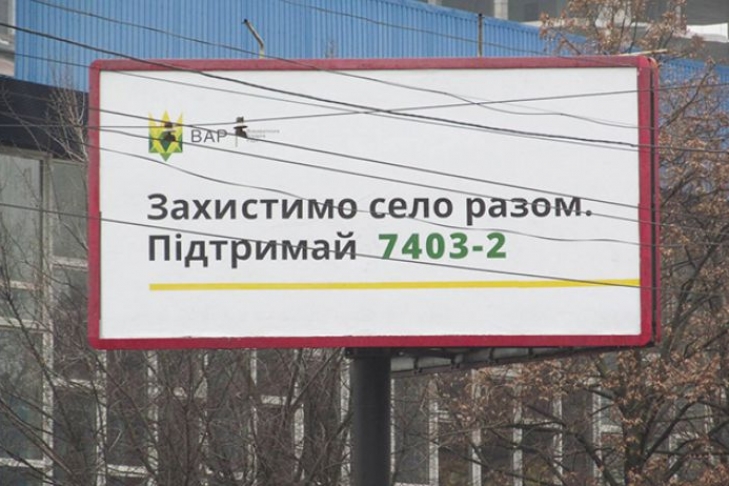 ВАР
Захистимо село разом.
Підтримай 7403-2